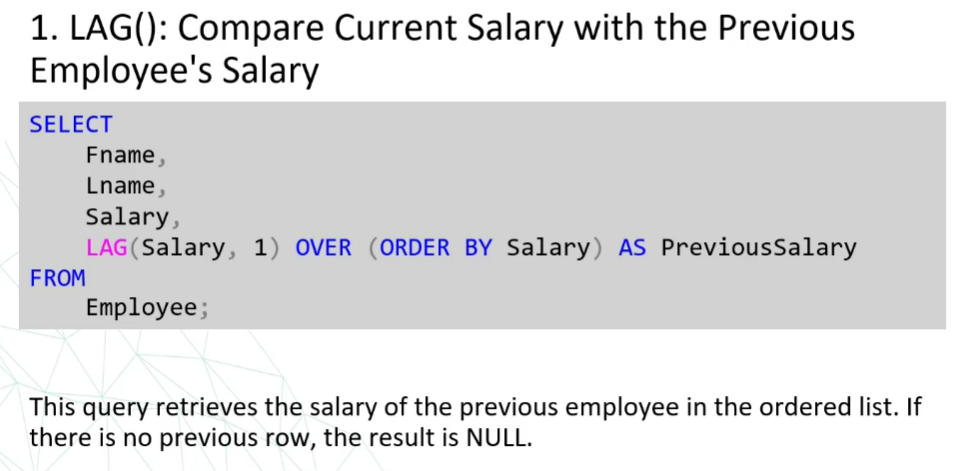 1. LAG(): Compare Current Salary with the Previous
Employee's Salary
SELECT
Fname,
Lname,
Salary,
LAG(Salary, 1) OVER (ORDER BY Salary) AS PreviousSalary
FROM
Employee;
This query retrieves the salary of the previous employee in the ordered list. If
there is no previous row, the result is NULL.